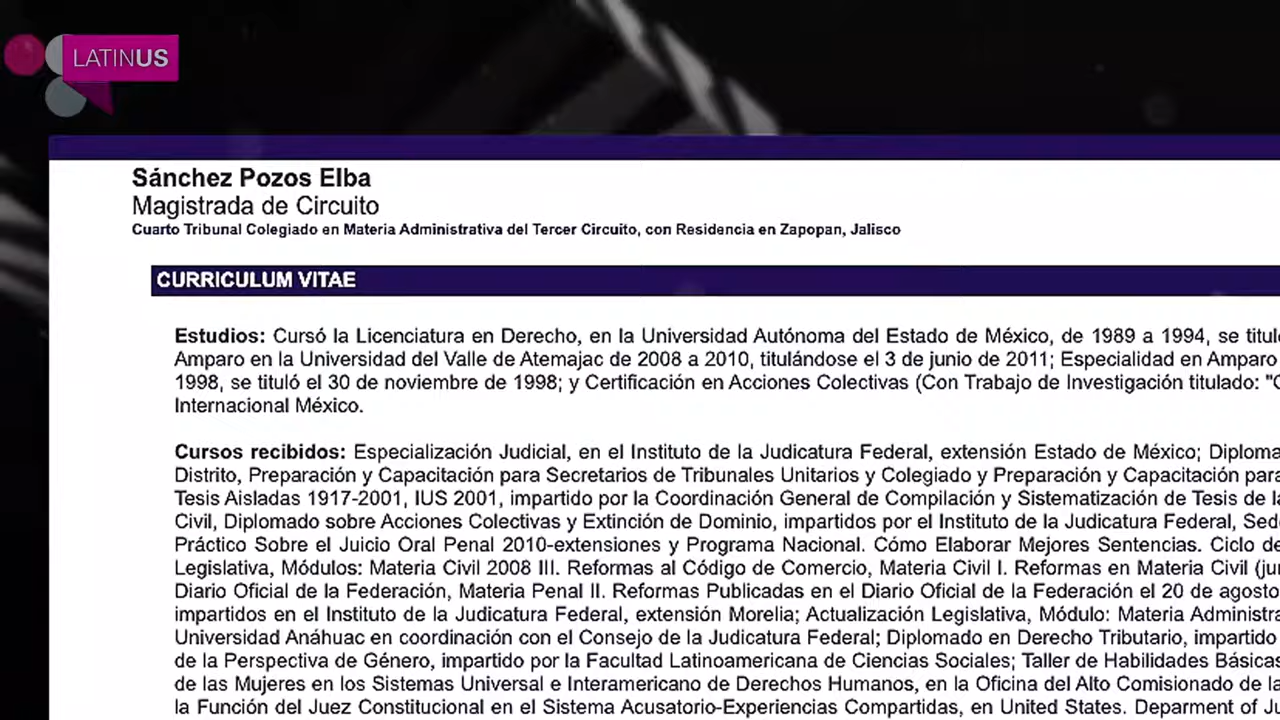 LATINUS
Sánchez Pozos Elba
Magistrada de Circuito
Cuarto Tribunal Colegiado en Materia Administrativa del Tercer Circuito, con Residencia en Zapopan, Jalisco
CURRICULUM VITAE
Estudios: Cursó la Licenciatura en Derecho, en la Universidad Autónoma del Estado de México, de 1989 a 1994, se titul
Amparo en la Universidad del Valle de Atemajac de 2008 a 2010, titulándose el 3 de junio de 2011; Especialidad en Amparo
1998, se tituló el 30 de noviembre de 1998; y Certificación en Acciones Colectivas (Con Trabajo de Investigación titulado: "C
Internacional México.
Cursos recibidos: Especialización Judicial, en el Instituto de la Judicatura Federal, extensión Estado de México; Diploma
Distrito, Preparación y Capacitación para Secretarios de Tribunales Unitarios y Colegiado y Preparación y Capacitación para
Tesis Aisladas 1917-2001, IUS 2001, impartido por la Coordinación General de Compilación y Sistematización de Tesis de la
Civil, Diplomado sobre Acciones Colectivas y Extinción de Dominio, impartidos por el Instituto de la Judicatura Federal, Sed
Práctico Sobre el Juicio Oral Penal 2010-extensiones y Programa Nacional. Cómo Elaborar Mejores Sentencias. Ciclo de
Legislativa, Módulos: Materia Civil 2008 III. Reformas al Código de Comercio, Materia Civil I. Reformas en Materia Civil (ju
Diario Oficial de la Federación, Materia Penal II. Reformas Publicadas en el Diario Oficial de la Federación el 20 de agosto
impartidos en el Instituto de la Judicatura Federal, extensión Morelia; Actualización Legislativa, Módulo: Materia Administra
Universidad Anáhuac en coordinación con el Consejo de la Judicatura Federal; Diplomado en Derecho Tributario, impartido
de la Perspectiva de Género, impartido por la Facultad Latinoamericana de Ciencias Sociales; Taller de Habilidades Básicas
de las Mujeres en los Sistemas Universal e Interamericano de Derechos Humanos, en la Oficina del Alto Comisionado de la
la Función del Juez Constitucional en el Sistema Acusatorio-Experiencias Compartidas, en United States. Deparment of Ju